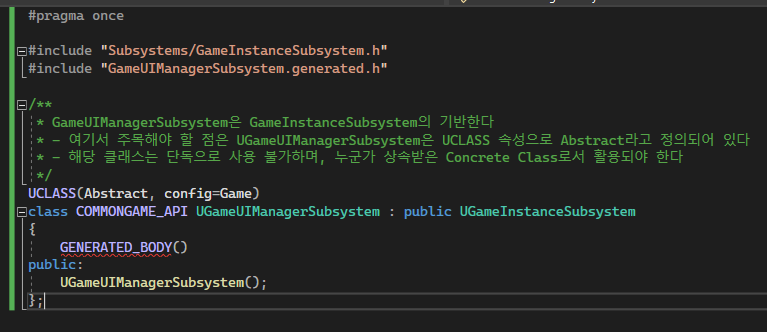 #pragma once
#include "Subsystems/GameInstanceSubsystem.h"
#include "GameUIManagerSubsystem.generated.h"
/**
* GameUIManagerSubsystem은 GameInstanceSubsystem의 기반한다
* - 여기서 주목해야 할 점은 UGameUIManagerSubsystem은 UCLASS 속성으로 Abstract라고 정의되어 있다
* - 해당 클래스는 단독으로 사용 불가하며, 누군가 상속받은 Concrete Class로서 활용되야 한다
*/
UCLASS(Abstract, config=Game)
class COMMONGAME_API UGameUIManagerSubsystem : public UGameInstanceSubsystem
{
GENERATED_BODY()
public:
UGameUIManagerSubsystem();
};